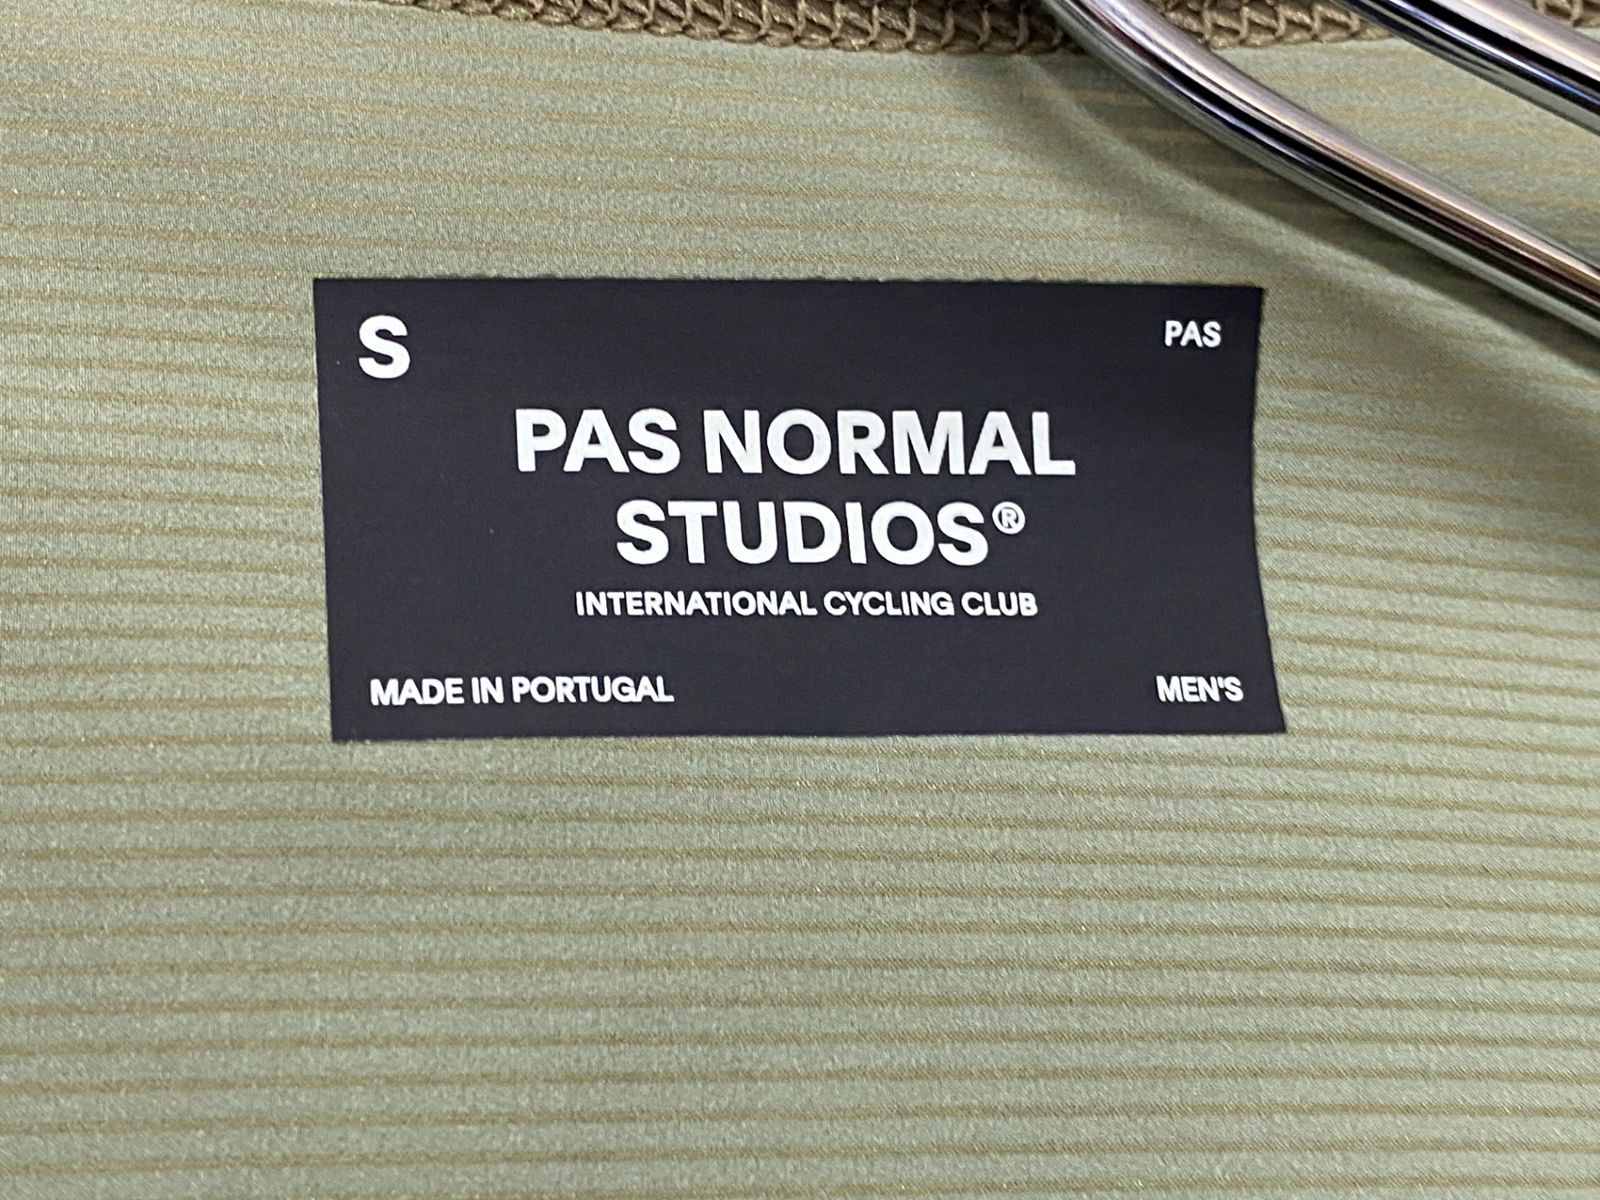 S
PAS
PAS NORMAL
STUDIOS®
INTERNATIONAL CYCLING CLUB
MADE IN PORTUGAL
MEN'S